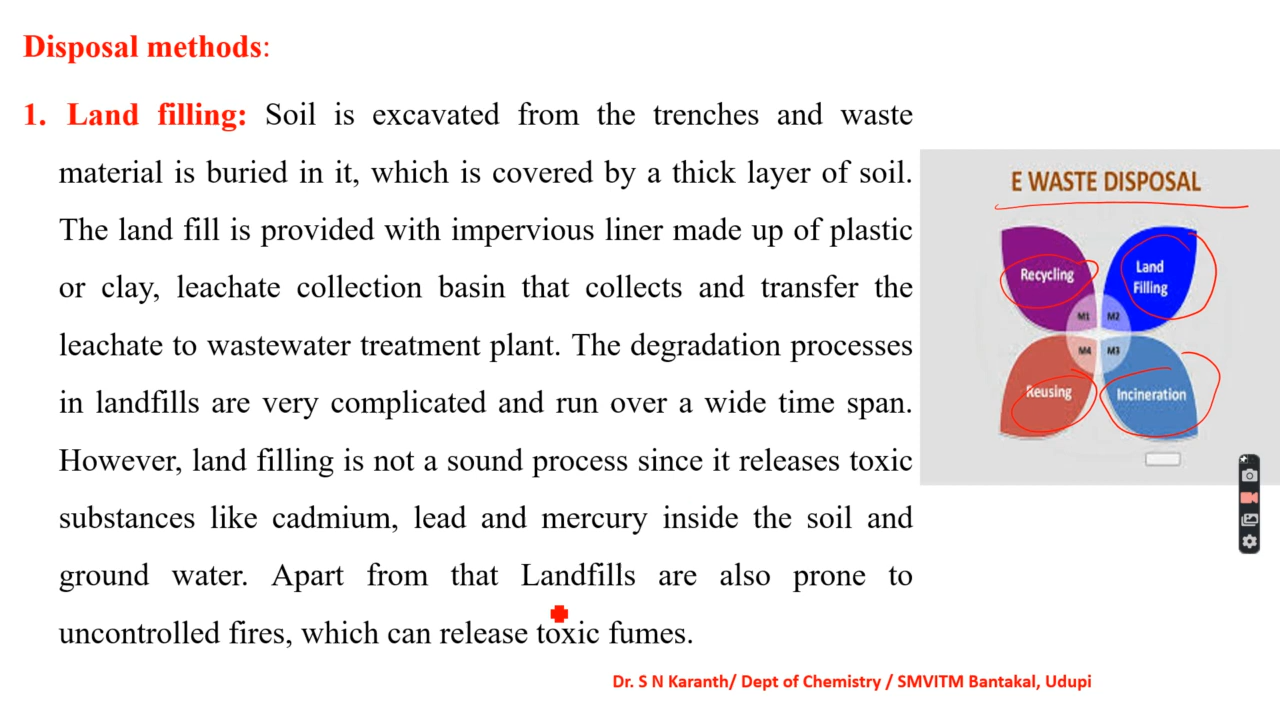 Disposal methods:
1. Land filling: Soil is excavated from the trenches and waste
material is buried in it, which is covered by a thick layer of soil.
The land fill is provided with impervious liner made up of plastic
or clay, leachate collection basin that collects and transfer the
leachate to wastewater treatment plant. The degradation processes
in landfills are very complicated and run over a wide time span.
However, land filling is not a sound process since it releases toxic
substances like cadmium, lead and mercury inside the soil and
ground water. Apart from that Landfills are also prone to
uncontrolled fires, which can release toxic fumes.
E WASTE DISPOSAL
Recycling
Land
Filling
M1
M2
M4
M3
Reusing
Incineration
Dr. S N Karanth/ Dept of Chemistry / SMVITM Bantakal, Udupi